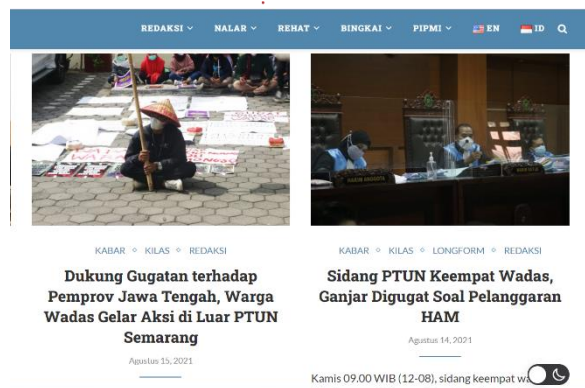 REDAKSI NALAR REHAT BINGKAI PIPMI EN ID
KABAR KILAS REDAKSI
Dukung Gugatan terhadap
Pemprov Jawa Tengah, Warga
Wadas Gelar Aksi di Luar PTUN
Semarang
Agustus 15, 2021
KABAR KILAS LONGFORM REDAKSI
Sidang PTUN Keempat Wadas,
Ganjar Digugat Soal Pelanggaran
HAM
Agustus 14, 2021
Kamis 09.00 WIB (12-08), sidang keempat